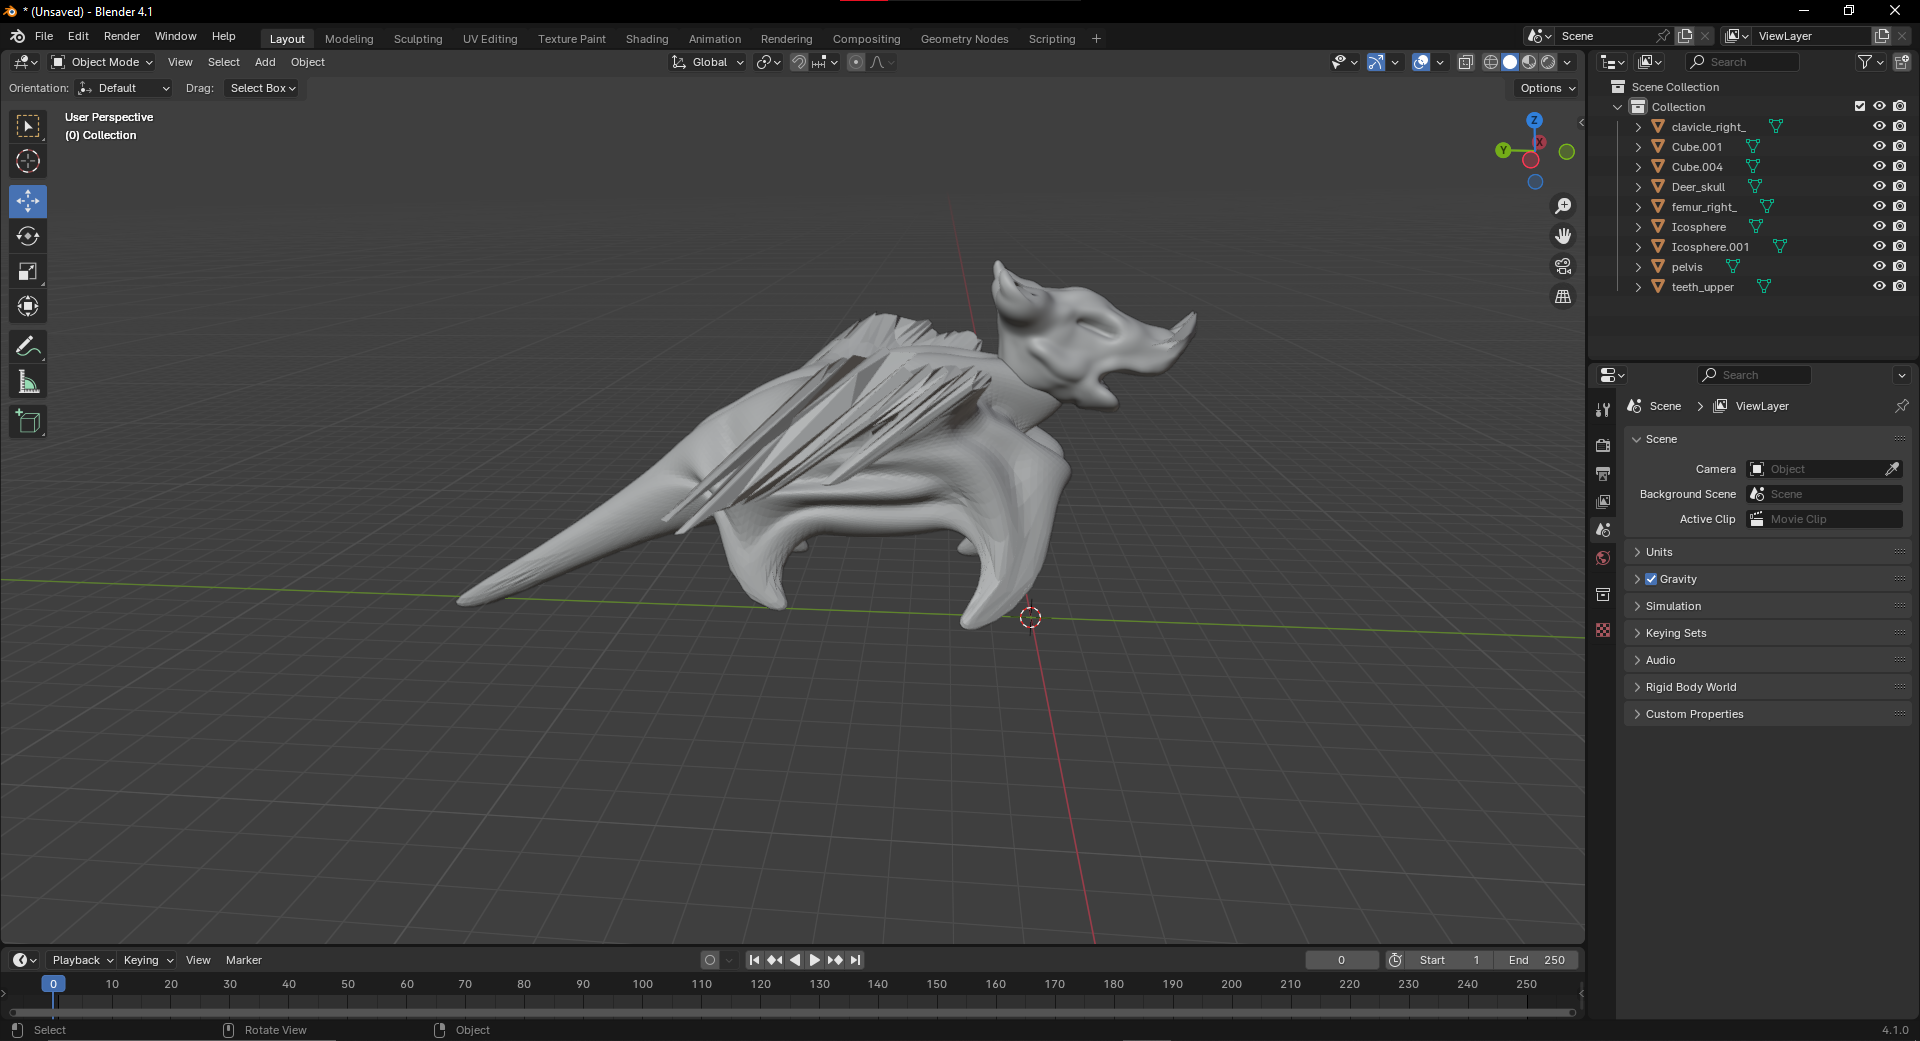 * (Unsaved) - Blender 4.1
File Edit Render Window Help
Layout Modeling Sculpting UV Editing Texture Paint Shading Animation Rendering Compositing Geometry Nodes Scripting +
Scene ViewLayer
Object Mode View Select Add Object
Global
Search
Orientation: Default Drag: Select Box
Options
User Perspective
(0) Collection
Z
X
Y
Scene Collection
Collection
clavicle_right_
Cube.001
Cube.004
Deer_skull
femur_right_
Icosphere
Icosphere.001
pelvis
teeth_upper
Search
Scene ViewLayer
Scene
Camera Object
Background Scene Scene
Active Clip Movie Clip
Units
Gravity
Simulation
Keying Sets
Audio
Rigid Body World
Custom Properties
Playback Keying View Marker
0 Start 1 End 250
0 10 20 30 40 50 60 70 80 90 100 110 120 130 140 150 160 170 180 190 200 210 220 230 240 250
Select Rotate View Object
4.1.0